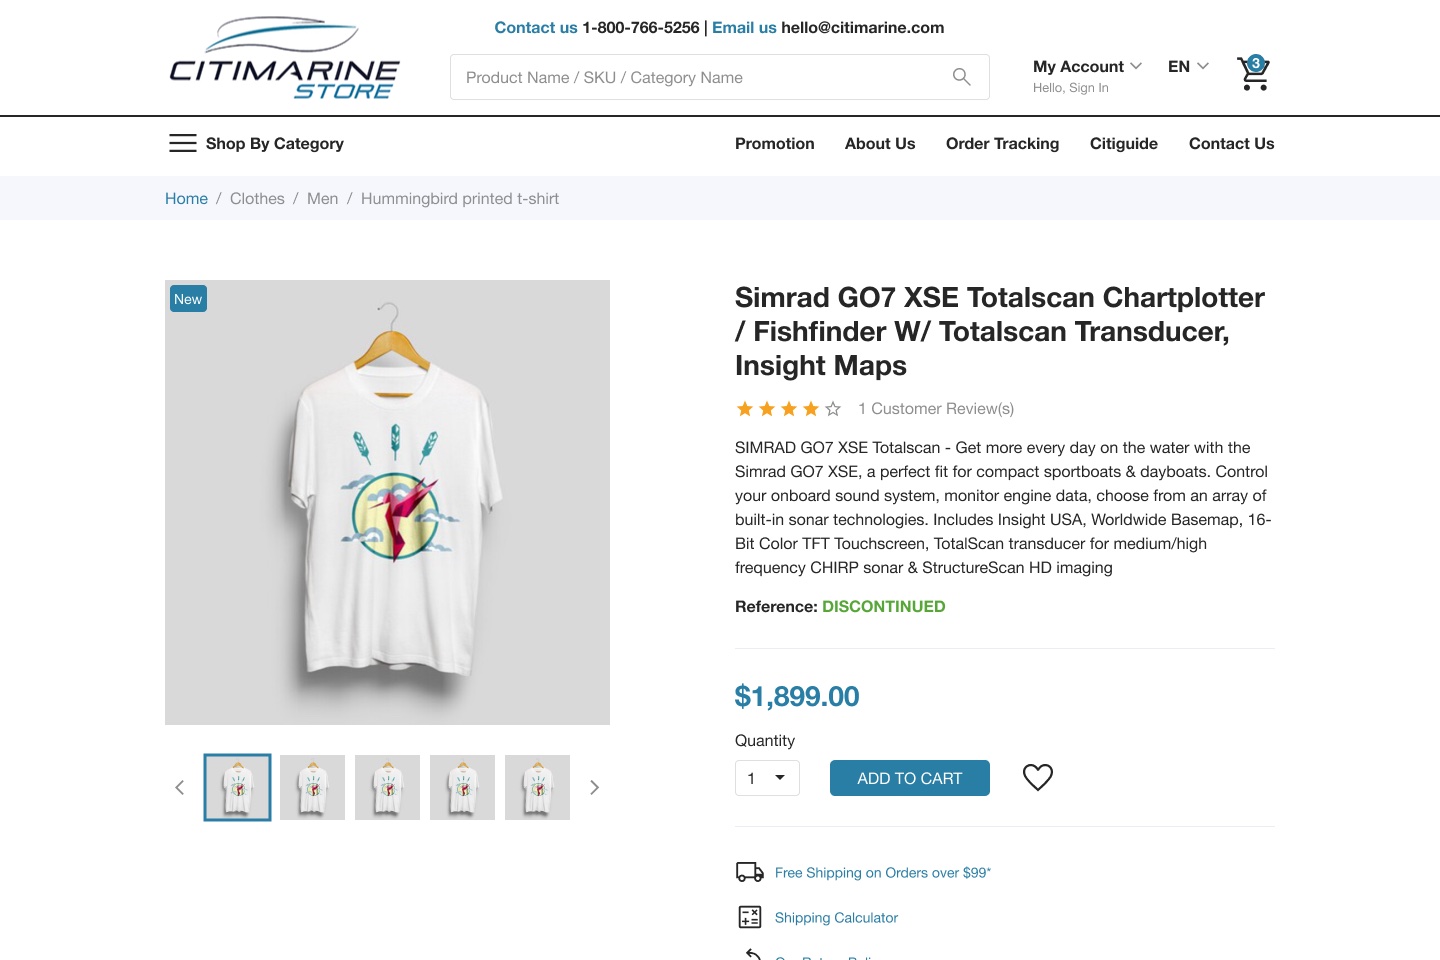 Contact us 1-800-766-5256 | Email us hello@citimarine.com
CITIMARINE
STORE
Product Name / SKU / Category Name
My Account
Hello, Sign In
EN
3
Shop By Category
Promotion
About Us
Order Tracking
Citiguide
Contact Us
Home / Clothes / Men / Hummingbird printed t-shirt
New
Simrad GO7 XSE Totalscan Chartplotter
/ Fishfinder W/ Totalscan Transducer,
Insight Maps
1 Customer Review(s)
SIMRAD GO7 XSE Totalscan - Get more every day on the water with the
Simrad GO7 XSE, a perfect fit for compact sportboats & dayboats. Control
your onboard sound system, monitor engine data, choose from an array of
built-in sonar technologies. Includes Insight USA, Worldwide Basemap, 16-
Bit Color TFT Touchscreen, TotalScan transducer for medium/high
frequency CHIRP sonar & StructureScan HD imaging
Reference: DISCONTINUED
$1,899.00
Quantity
1
ADD TO CART
Free Shipping on Orders over $99*
Shipping Calculator